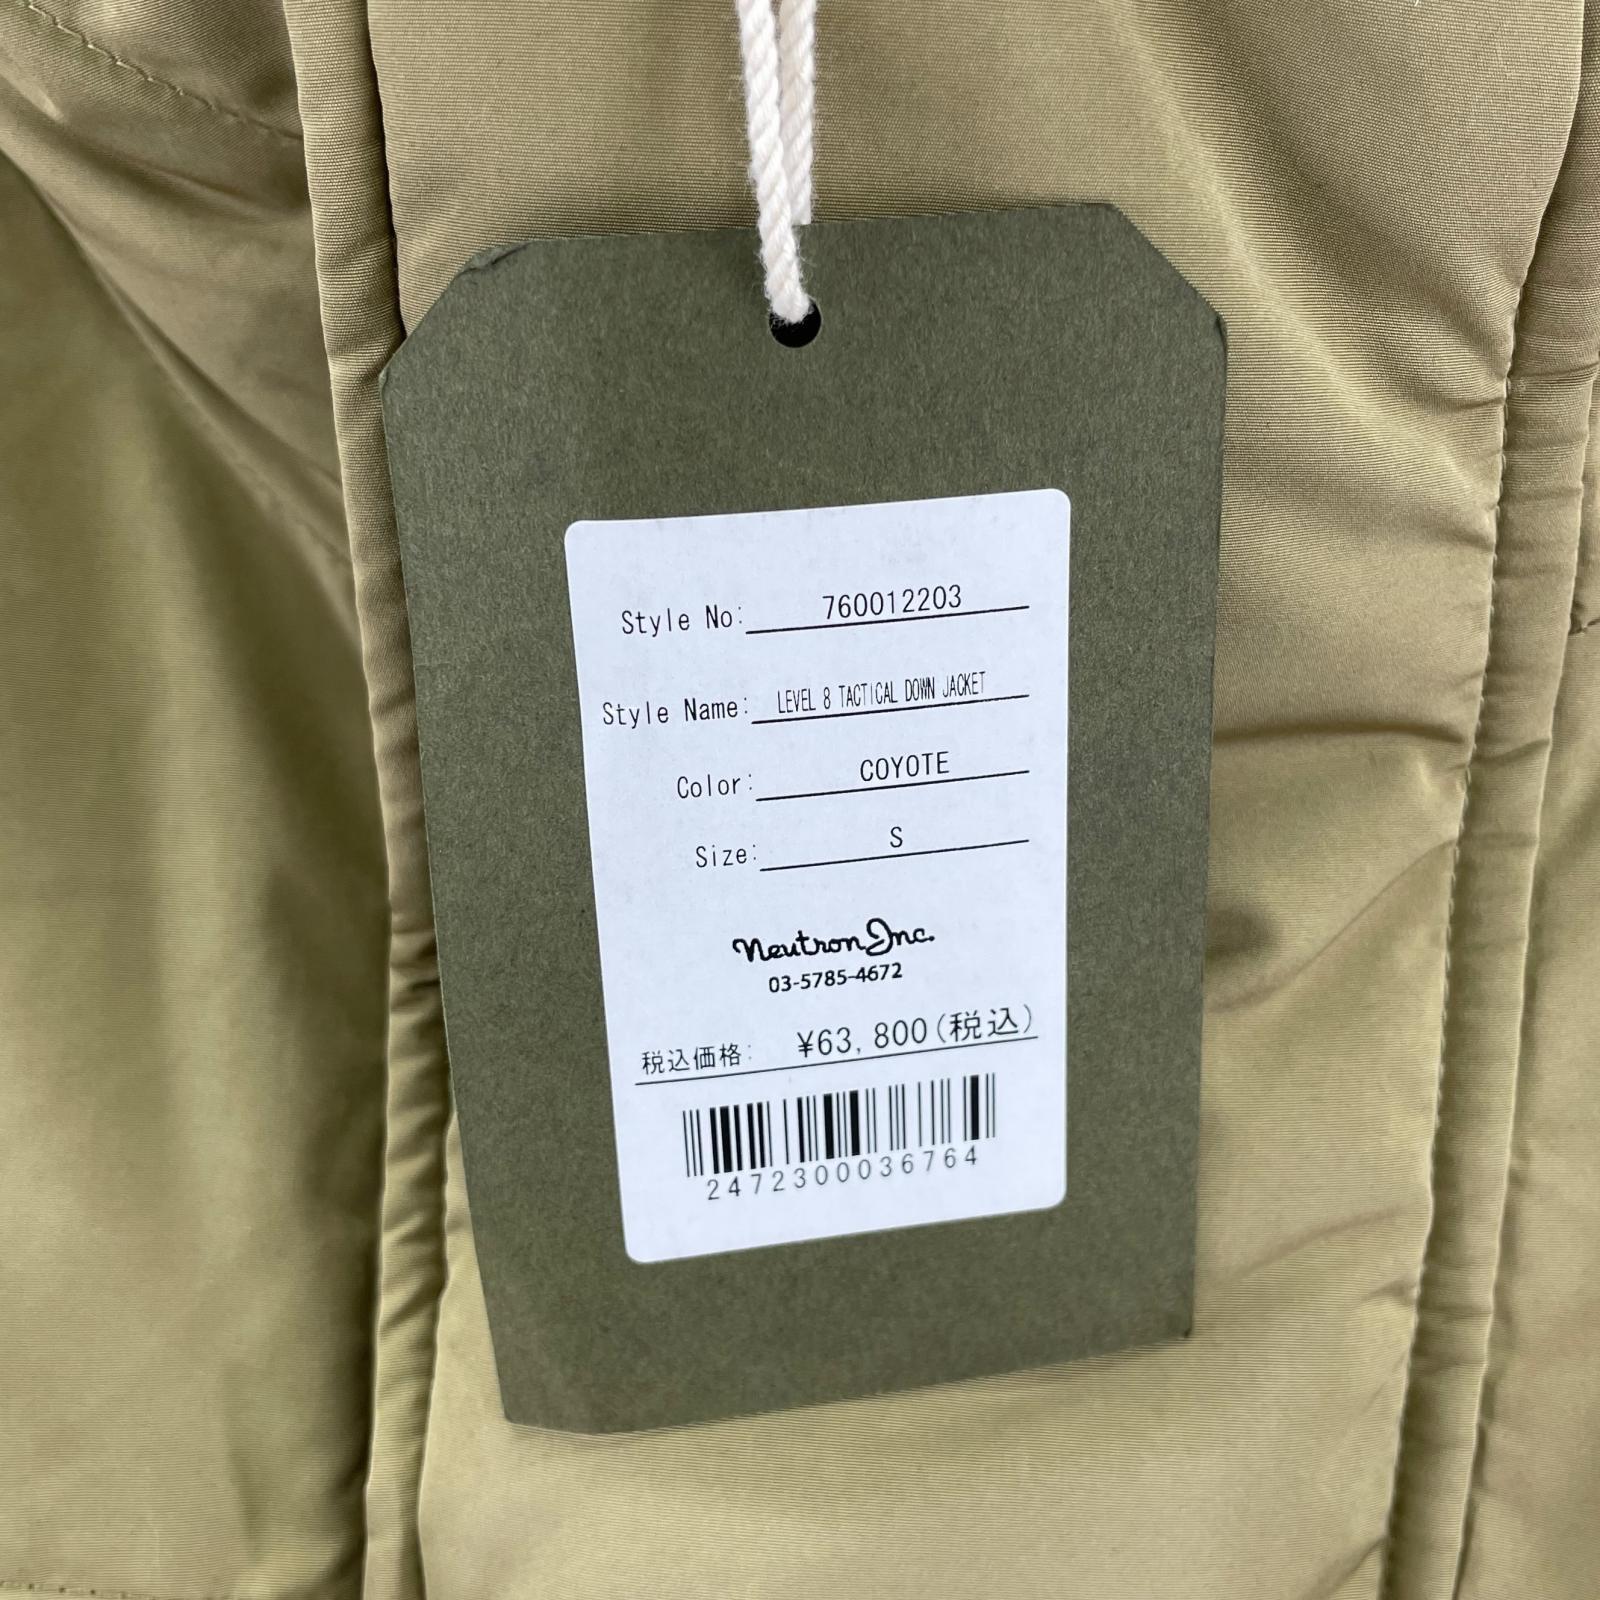 Style No: 760012203
Style Name: LEVEL 8 TACTICAL DOWN JACKET
Color: COYOTE
Size: S
Neutron Inc.
03-5785-4672
税込価格: ¥63,800(税込)
2472300036764